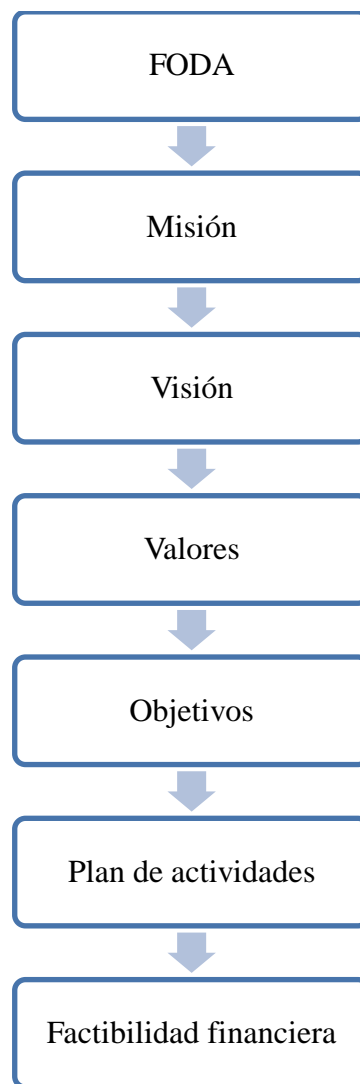 FODA
Misión
Visión
Valores
Objetivos
Plan de actividades
Factibilidad financiera